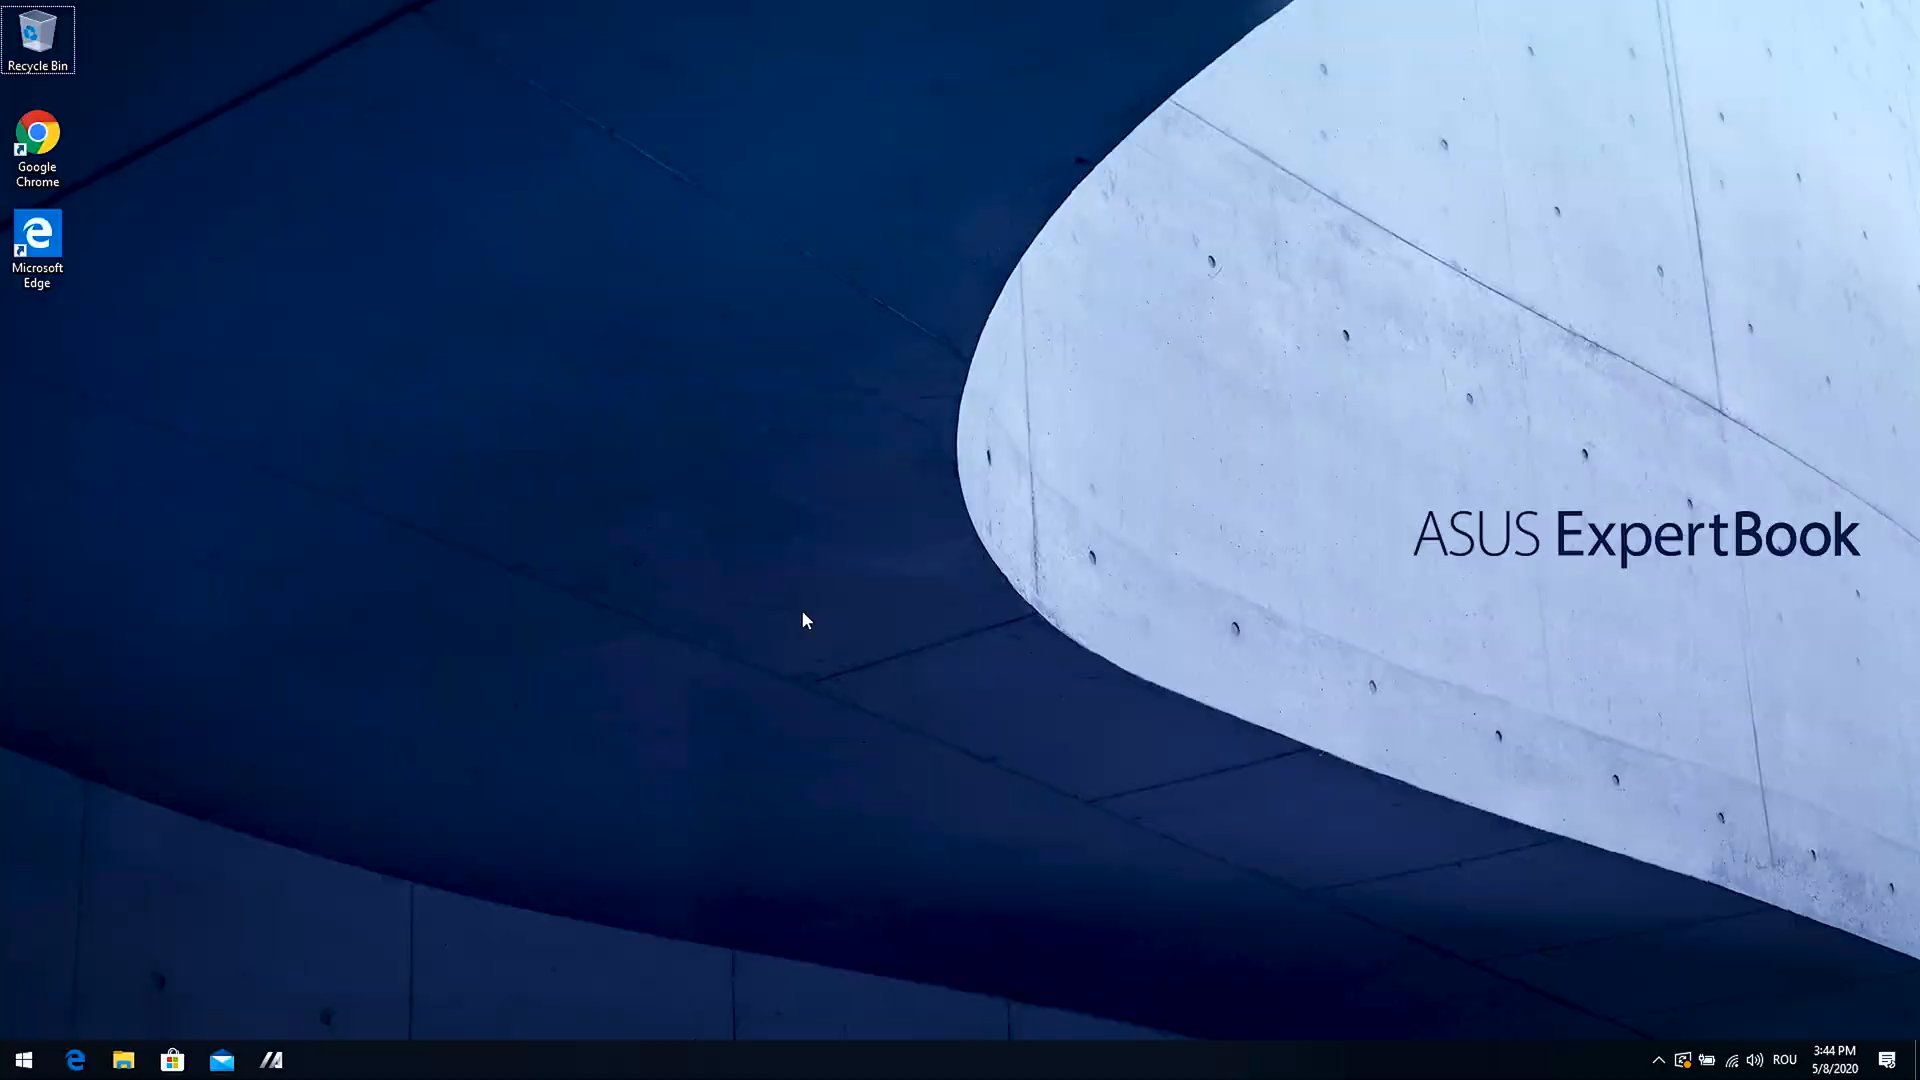 Recycle Bin
Google
Chrome
Microsoft
Edge
ASUS ExpertBook
ROU
3:44 PM
5/8/2020